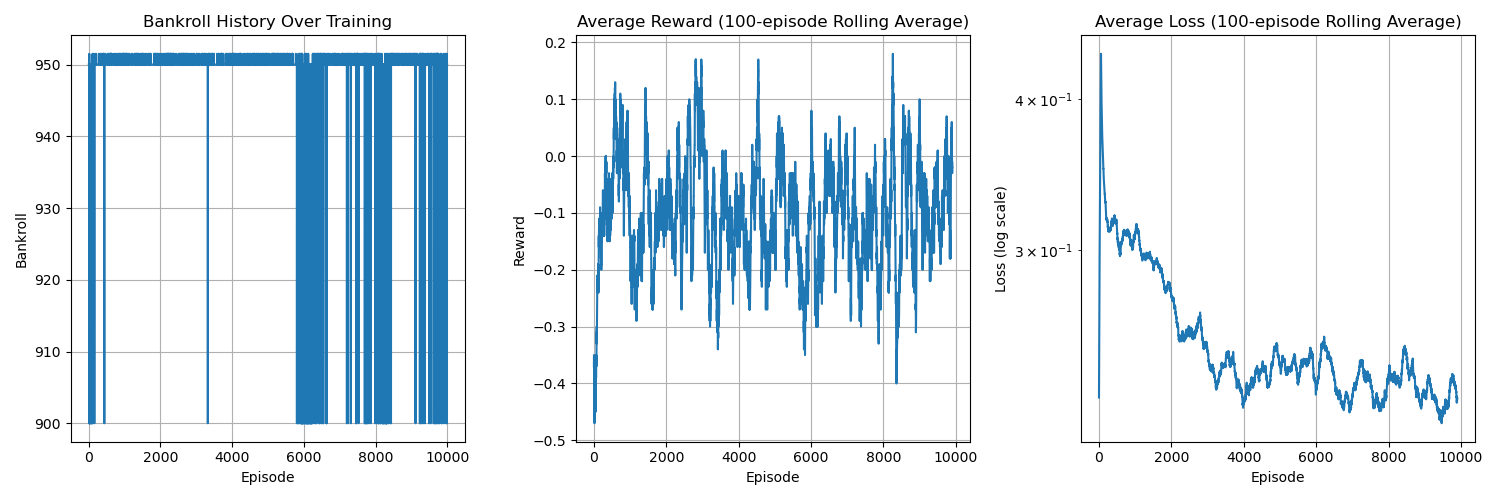 Bankroll History Over Training
950
940
930
920
910
900
Bankroll
0 2000 4000 6000 8000 10000
Episode
Average Reward (100-episode Rolling Average)
0.2
0.1
0.0
−0.1
−0.2
−0.3
−0.4
−0.5
Reward
0 2000 4000 6000 8000 10000
Episode
Average Loss (100-episode Rolling Average)
4 × 10⁻¹
3 × 10⁻¹
Loss (log scale)
0 2000 4000 6000 8000 10000
Episode